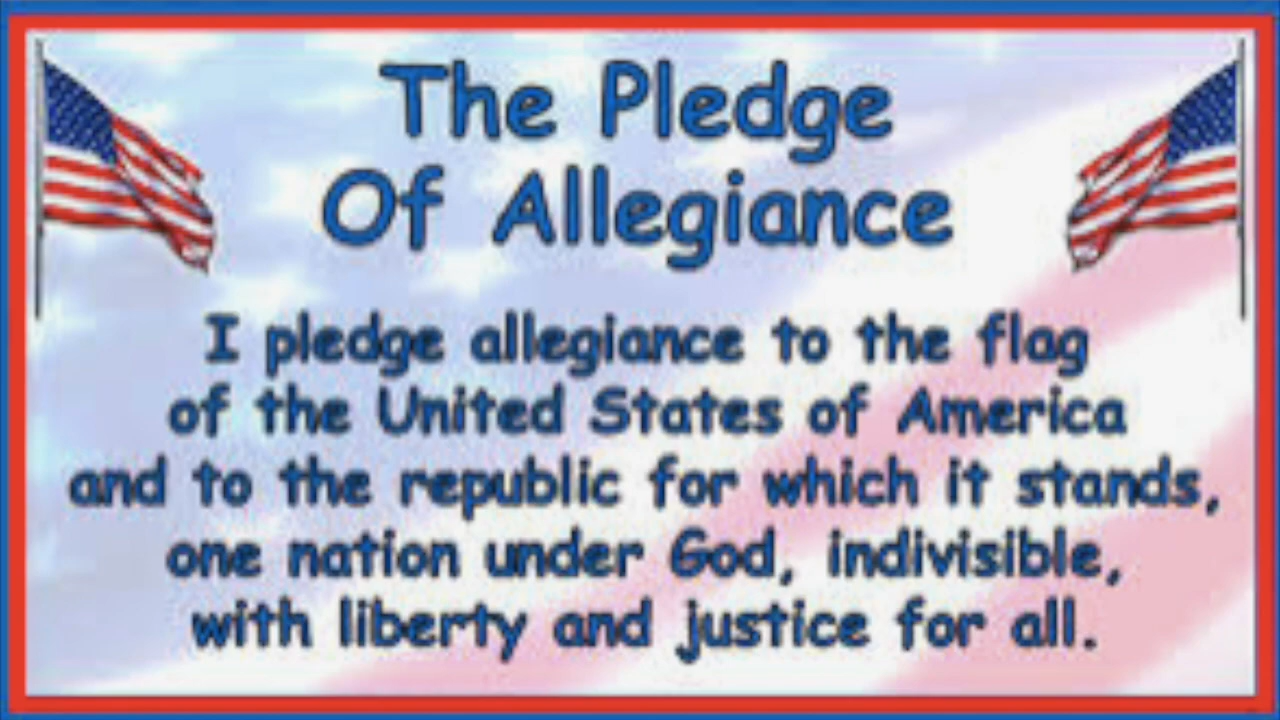 The Pledge
Of Allegiance
I pledge allegiance to the flag
of the United States of America
and to the republic for which it stands,
one nation under God, indivisible,
with liberty and justice for all.